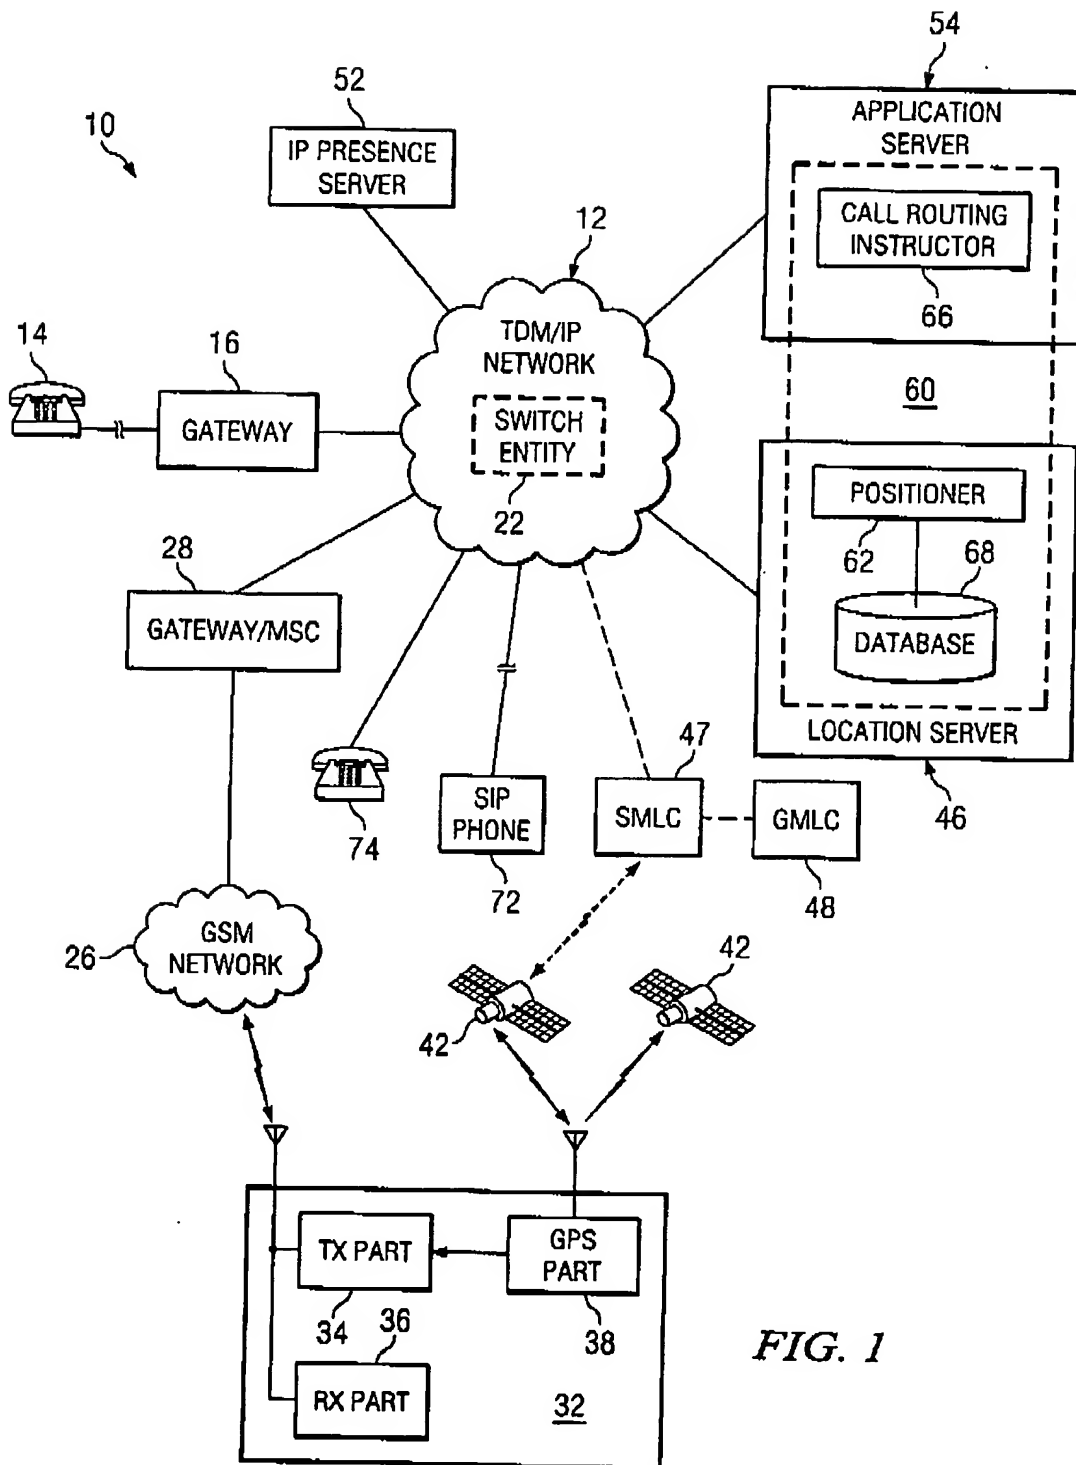 54
52
10
IP PRESENCE
SERVER
APPLICATION
SERVER
CALL ROUTING
INSTRUCTOR
66
12
14
16
TDM/IP
NETWORK
GATEWAY
SWITCH
ENTITY
22
60
POSITIONER
62
68
DATABASE
LOCATION SERVER
46
28
GATEWAY/MSC
74
SIP
PHONE
72
47
SMLC
GMLC
48
GSM
NETWORK
26
42
42
TX PART
34
GPS
PART
38
36
RX PART
32
FIG. 1